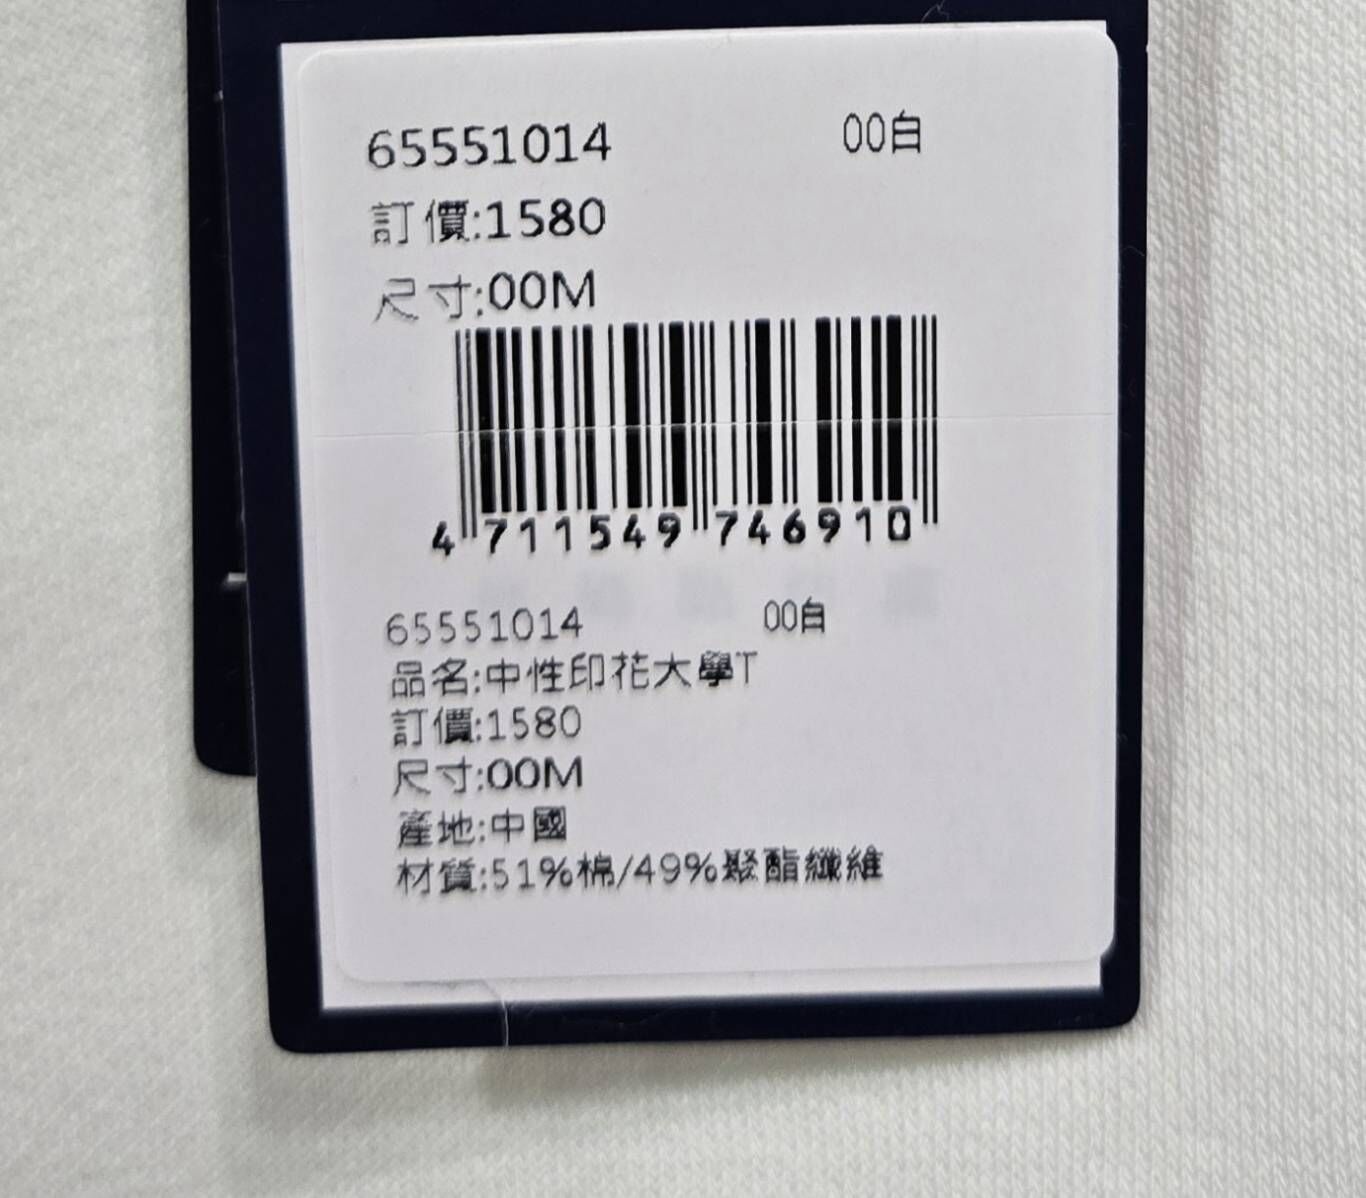 65551014 00白
訂價:1580
尺寸:00M
4 711549 746910
65551014 00白
品名:中性印花大學T
訂價:1580
尺寸:00M
產地:中國
材質:51%棉/49%聚酯纖維